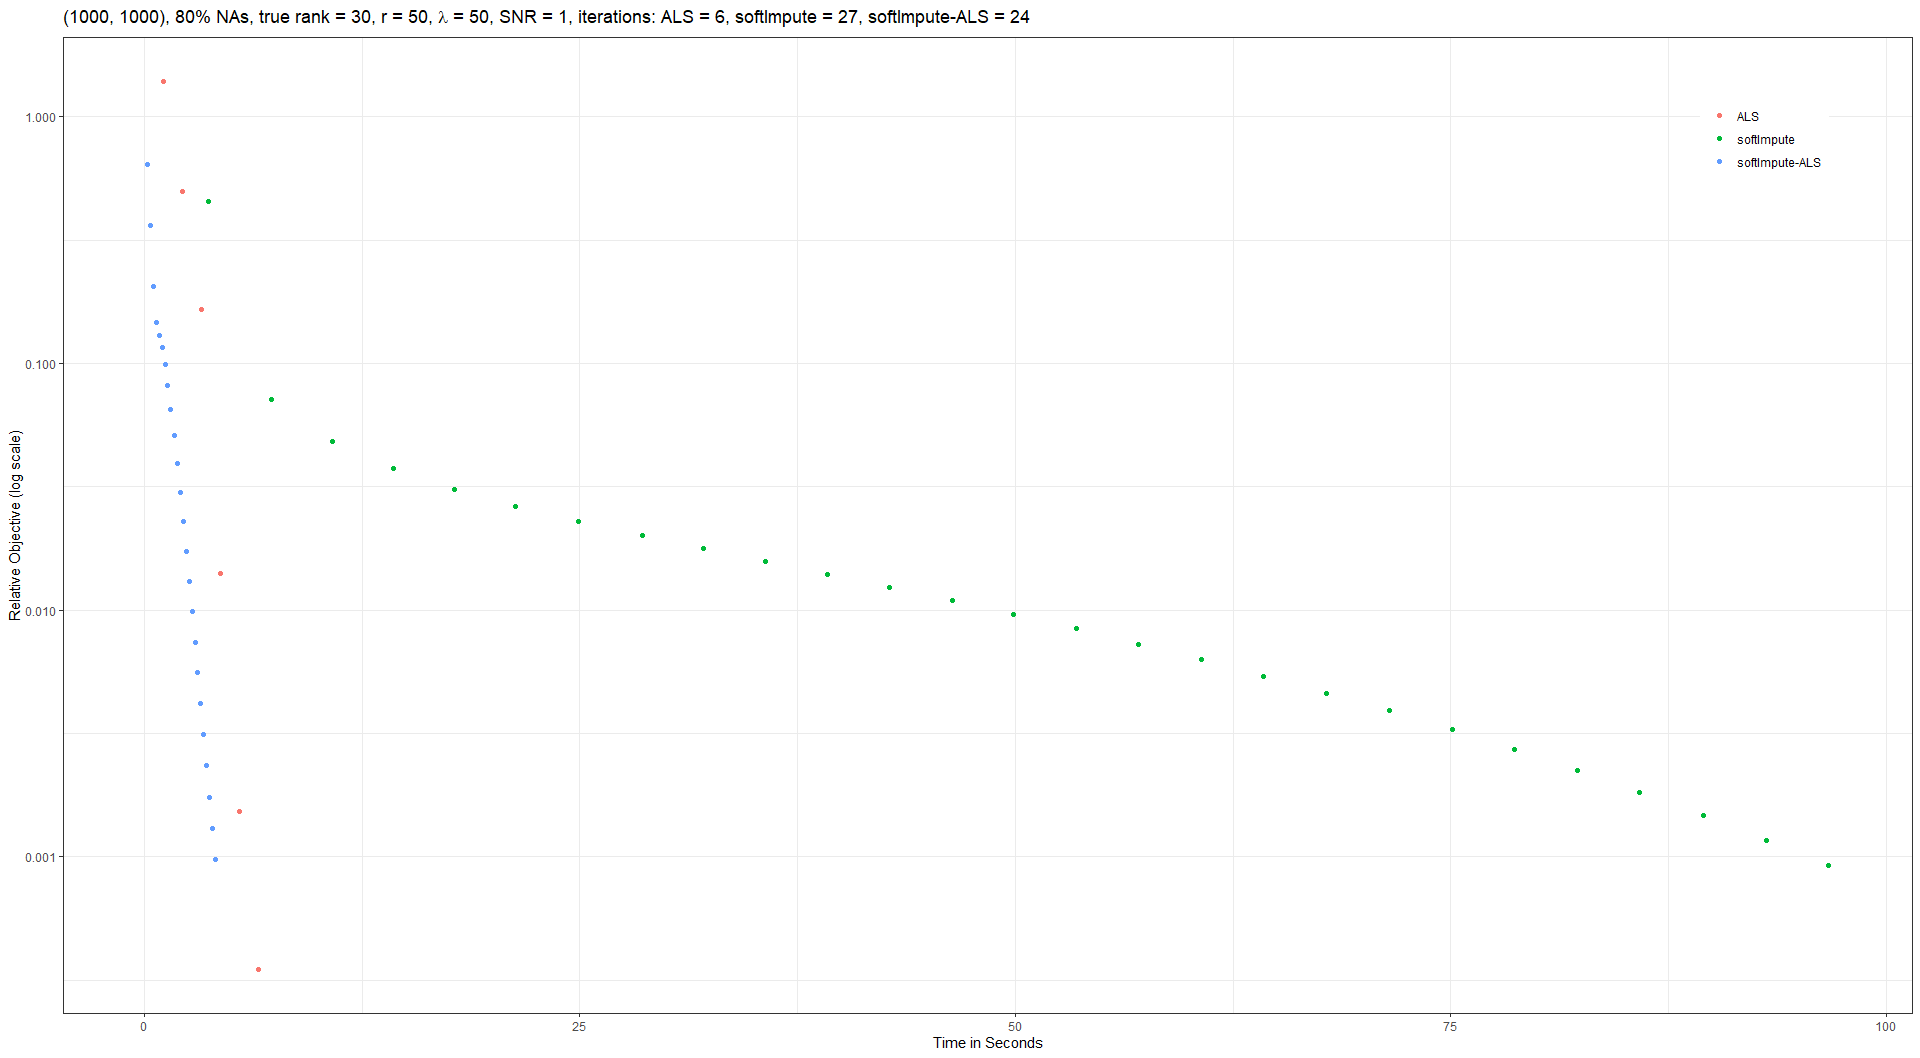 (1000, 1000), 80% NAs, true rank = 30, r = 50, λ = 50, SNR = 1, iterations: ALS = 6, softImpute = 27, softImpute-ALS = 24
1.000
0.100
0.010
0.001
Relative Objective (log scale)
ALS
softImpute
softImpute-ALS
0 25 50 75 100
Time in Seconds